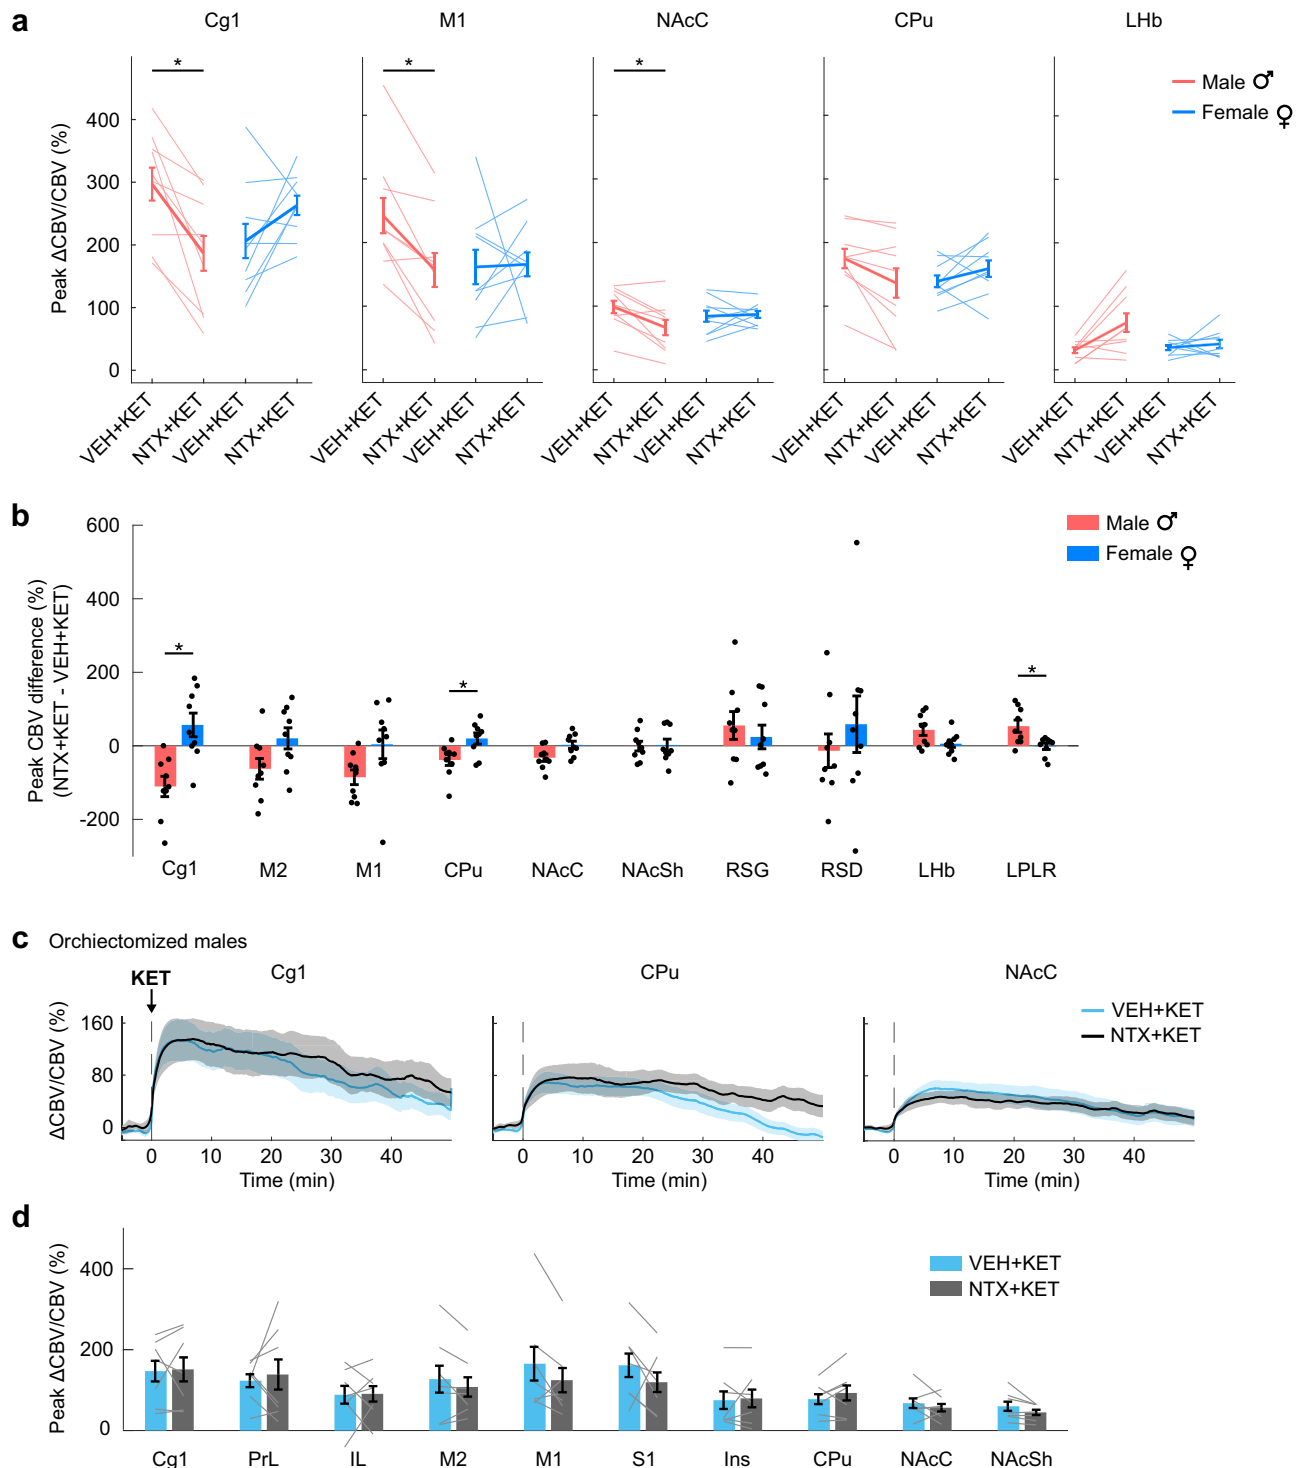 a
Cg1 M1 NAcC CPu LHb
* * *
Male ♂
Female ♀
Peak ΔCBV/CBV (%)
400
300
200
100
0
VEH+KET NTX+KET VEH+KET NTX+KET VEH+KET NTX+KET VEH+KET NTX+KET VEH+KET NTX+KET VEH+KET NTX+KET VEH+KET NTX+KET VEH+KET NTX+KET VEH+KET NTX+KET VEH+KET NTX+KET
b
Male ♂
Female ♀
Peak CBV difference (%)
(NTX+KET - VEH+KET)
600
400
200
0
-200
* * *
Cg1 M2 M1 CPu NAcC NAcSh RSG RSD LHb LPLR
c Orchiectomized males
KET
Cg1 CPu NAcC
VEH+KET
NTX+KET
ΔCBV/CBV (%)
160
80
0
0 10 20 30 40 0 10 20 30 40 0 10 20 30 40
Time (min) Time (min) Time (min)
d
VEH+KET
NTX+KET
Peak ΔCBV/CBV (%)
400
200
0
Cg1 PrL IL M2 M1 S1 Ins CPu NAcC NAcSh